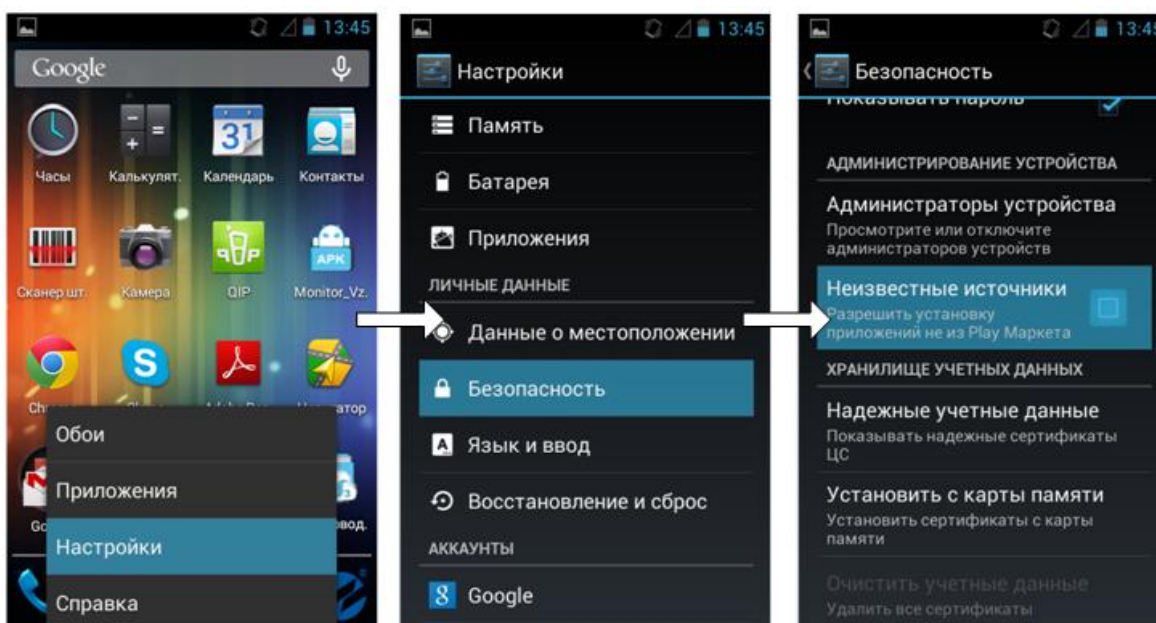 13:45
Google
31
Часы
Калькулят.
Календарь
Контакты
APK
Сканер шт.
Камера
QIP
Monitor_Vz.
Обои
Приложения
Настройки
Справка
13:45
Настройки
Память
Батарея
Приложения
ЛИЧНЫЕ ДАННЫЕ
Данные о местоположении
Безопасность
Язык и ввод
Восстановление и сброс
АККАУНТЫ
Google
13:45
Безопасность
Показывать пароль
АДМИНИСТРИРОВАНИЕ УСТРОЙСТВА
Администраторы устройства
Просмотрите или отключите
администраторов устройств
Неизвестные источники
Разрешить установку
приложений не из Play Маркета
ХРАНИЛИЩЕ УЧЕТНЫХ ДАННЫХ
Надежные учетные данные
Показывать надежные сертификаты
ЦС
Установить с карты памяти
Установить сертификаты с карты
памяти
Очистить учетные данные
Удалить все сертификаты